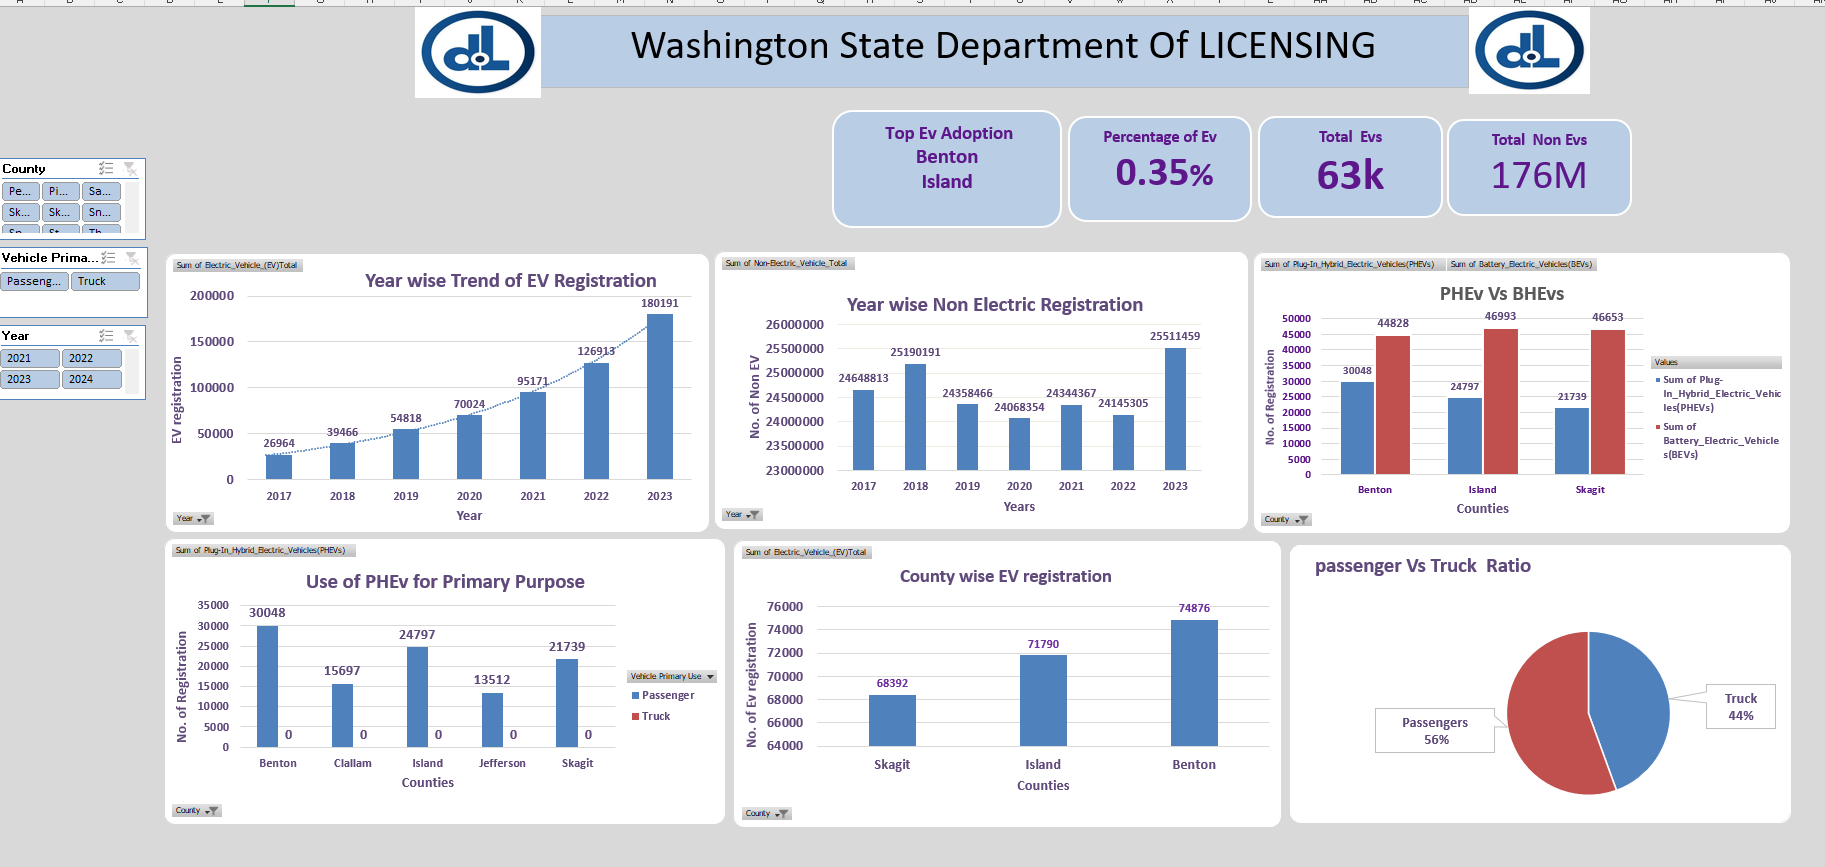 doL
Washington State Department Of LICENSING
doL
Top Ev Adoption
Benton
Island
Percentage of Ev
0.35%
Total Evs
63k
Total Non Evs
176M
County
Pe... Pi... Sa...
Sk... Sk... Sn...
Vehicle Prima...
Passeng... Truck
Year
2021 2022
2023 2024
Sum of Electric_Vehicle_(EV)Total
Year wise Trend of EV Registration
200000
150000
100000
50000
0
EV registration
26964
39466
54818
70024
95171
126913
180191
2017 2018 2019 2020 2021 2022 2023
Year
Year
Sum of Non-Electric_Vehicle_Total
Year wise Non Electric Registration
26000000
25500000
25000000
24500000
24000000
23500000
23000000
No. of Non EV
24648813
25190191
24358466
24068354
24344367
24145305
25511459
2017 2018 2019 2020 2021 2022 2023
Years
Year
Sum of Plug-In_Hybrid_Electric_Vehicles(PHEVs) Sum of Battery_Electric_Vehicles(BEVs)
PHEv Vs BHEvs
50000
45000
40000
35000
30000
25000
20000
15000
10000
5000
0
No. of Registration
30048
44828
24797
46993
21739
46653
Benton Island Skagit
Counties
County
Values
Sum of Plug-
In_Hybrid_Electric_Vehic
les(PHEVs)
Sum of
Battery_Electric_Vehicle
s(BEVs)
Sum of Plug-In_Hybrid_Electric_Vehicles(PHEVs)
Use of PHEv for Primary Purpose
35000
30000
25000
20000
15000
10000
5000
0
No. of Registration
30048
0
15697
0
24797
0
13512
0
21739
0
Benton Clallam Island Jefferson Skagit
Counties
County
Vehicle Primary Use
Passenger
Truck
Sum of Electric_Vehicle_(EV)Total
County wise EV registration
76000
74000
72000
70000
68000
66000
64000
No. of Ev registration
68392
71790
74876
Skagit Island Benton
Counties
County
passenger Vs Truck Ratio
Passengers
56%
Truck
44%